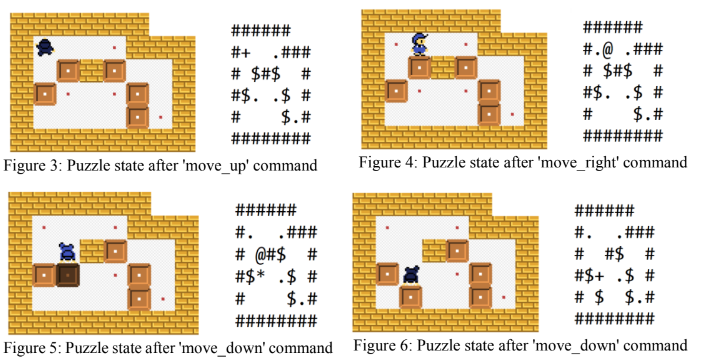 ######
#+  .###
# $#$  #
#$. .$ #
#    $.#
########
Figure 3: Puzzle state after 'move_up' command
######
#.@ .###
# $#$  #
#$. .$ #
#    $.#
########
Figure 4: Puzzle state after 'move_right' command
######
#.  .###
# @#$  #
#$* .$ #
#    $.#
########
Figure 5: Puzzle state after 'move_down' command
######
#.  .###
#  #$  #
#$+ .$ #
# $  $.#
########
Figure 6: Puzzle state after 'move_down' command